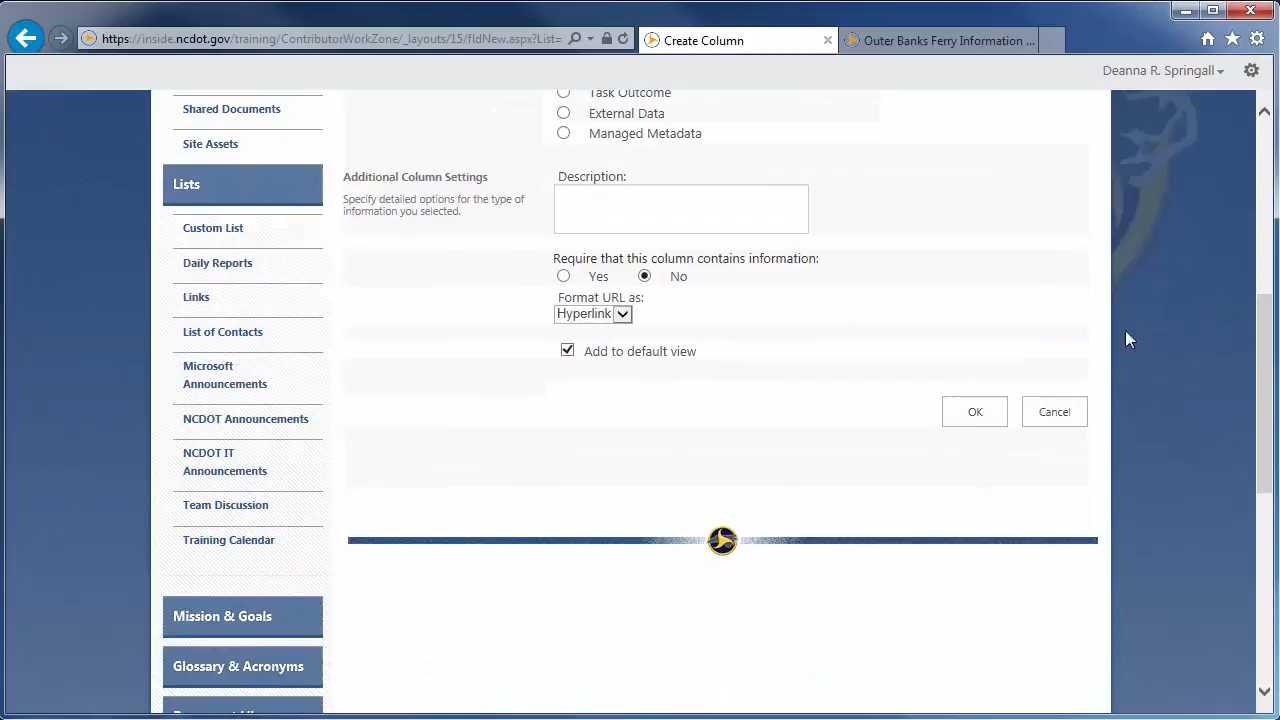 https://inside.ncdot.gov/training/ContributorWorkZone/_layouts/15/fldNew.aspx?List=
Create Column
Outer Banks Ferry Information ...
Deanna R. Springall
Shared Documents
Site Assets
Lists
Custom List
Daily Reports
Links
List of Contacts
Microsoft
Announcements
NCDOT Announcements
NCDOT IT
Announcements
Team Discussion
Training Calendar
Mission & Goals
Glossary & Acronyms
Task Outcome
External Data
Managed Metadata
Additional Column Settings
Specify detailed options for the type of
information you selected.
Description:
Require that this column contains information:
Yes No
Format URL as:
Hyperlink
Add to default view
OK Cancel